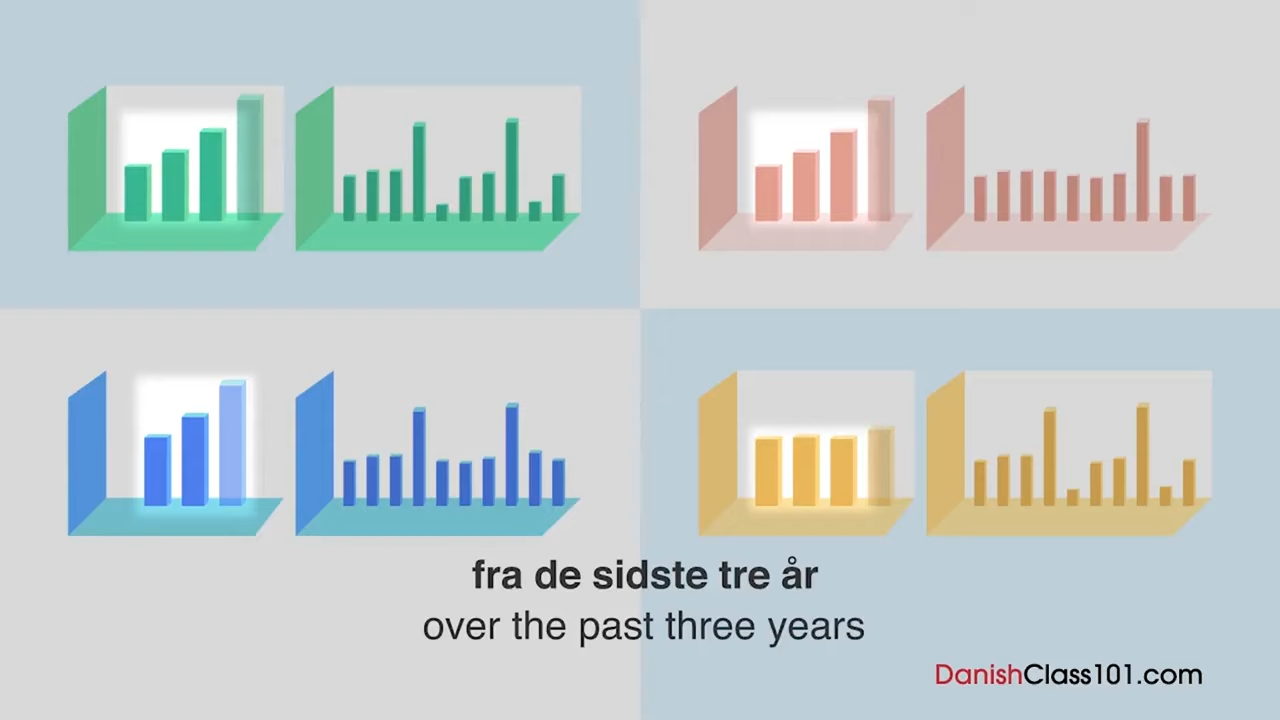 fra de sidste tre år
over the past three years
DanishClass101.com